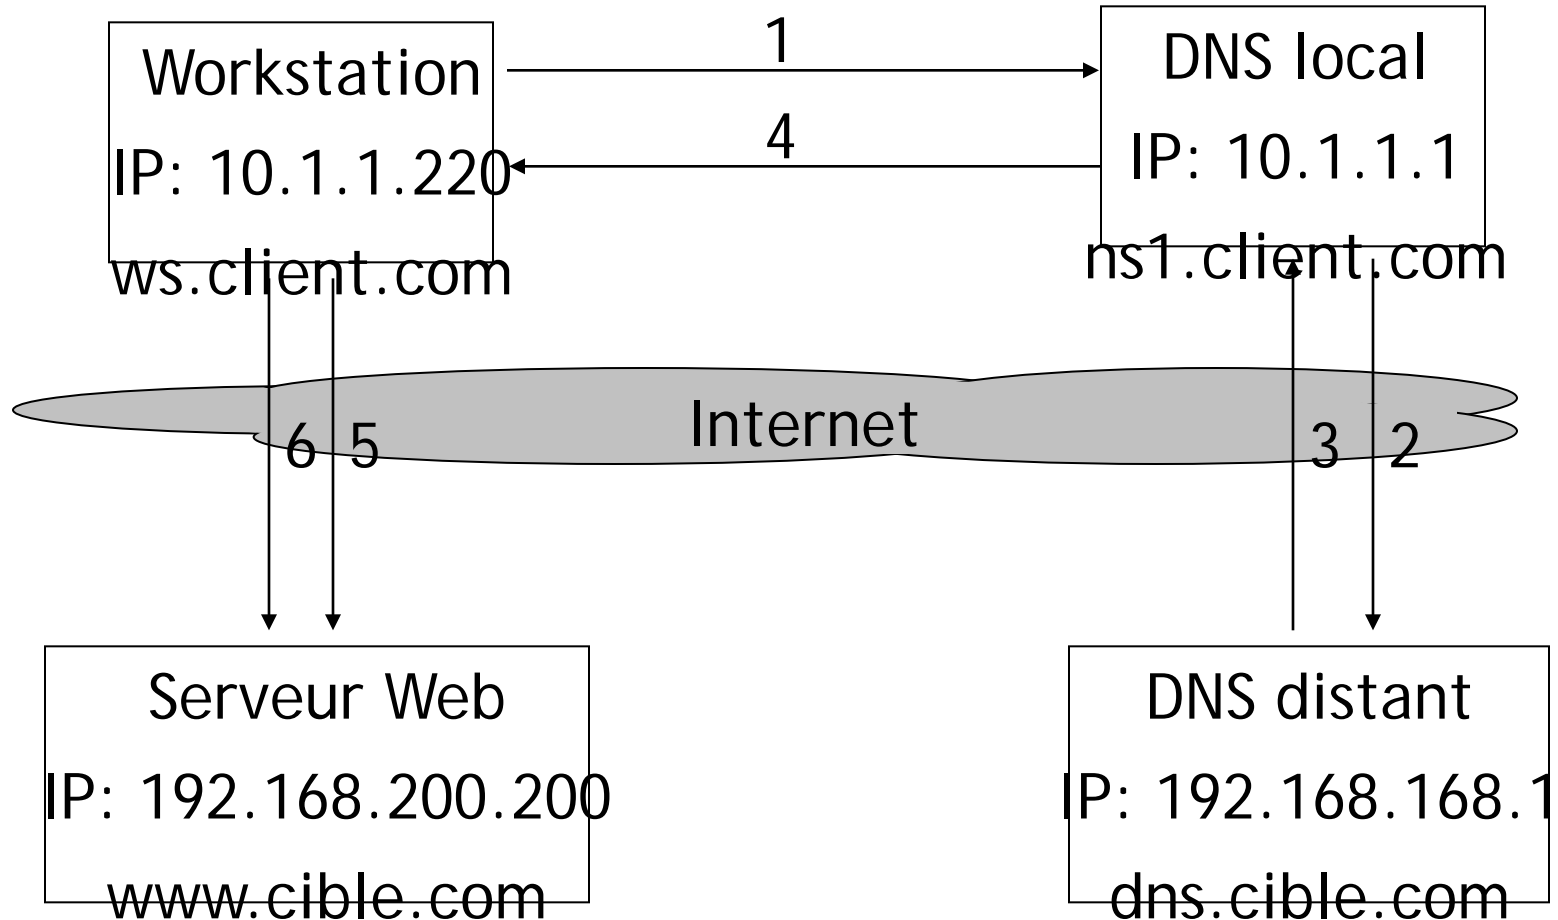 Workstation
IP: 10.1.1.220
ws.client.com
1
4
DNS local
IP: 10.1.1.1
ns1.client.com
Internet
6
5
3
2
Serveur Web
IP: 192.168.200.200
www.cible.com
DNS distant
IP: 192.168.168.1
dns.cible.com